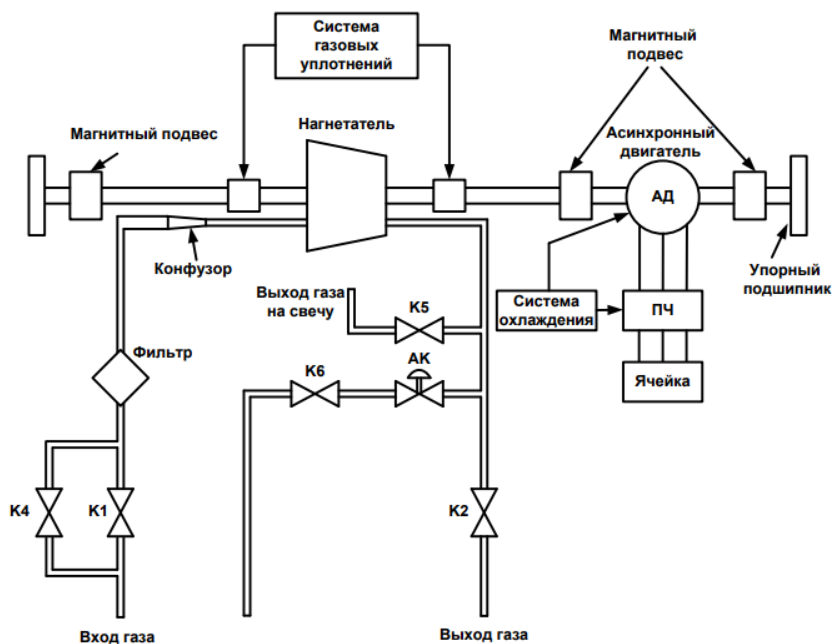 Система
газовых
уплотнений
Магнитный
подвес
Магнитный подвес
Нагнетатель
Асинхронный
двигатель
АД
Конфузор
Упорный
подшипник
Выход газа
на свечу
К5
Система
охлаждения
ПЧ
Фильтр
К6
АК
Ячейка
К4
К1
К2
Вход газа
Выход газа